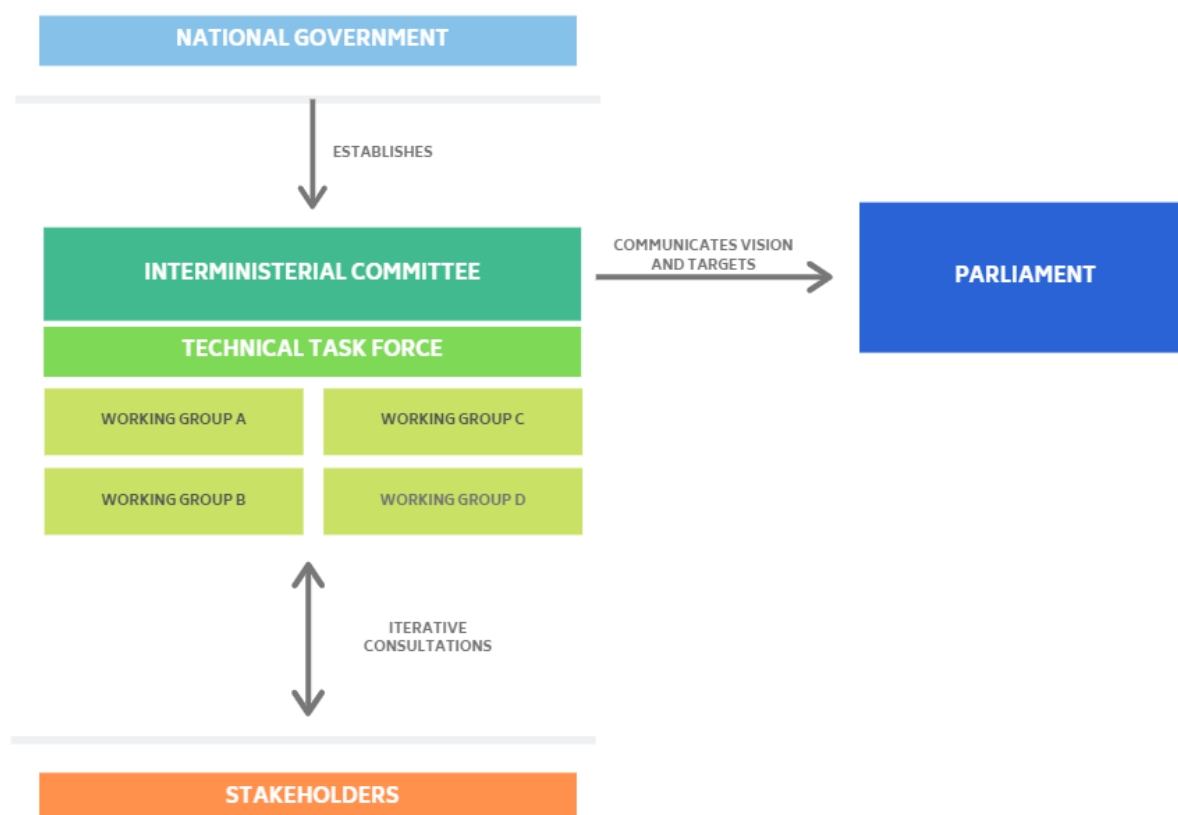 NATIONAL GOVERNMENT
ESTABLISHES
INTERMINISTERIAL COMMITTEE
COMMUNICATES VISION
AND TARGETS
PARLIAMENT
TECHNICAL TASK FORCE
WORKING GROUP A
WORKING GROUP C
WORKING GROUP B
WORKING GROUP D
ITERATIVE
CONSULTATIONS
STAKEHOLDERS